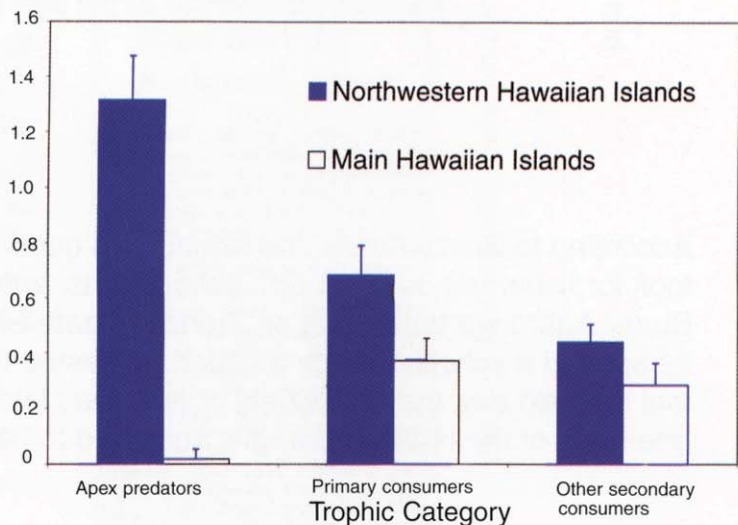 1.6
1.4
1.2
1.0
0.8
0.6
0.4
0.2
0
Northwestern Hawaiian Islands
Main Hawaiian Islands
Apex predators
Primary consumers
Other secondary
consumers
Trophic Category